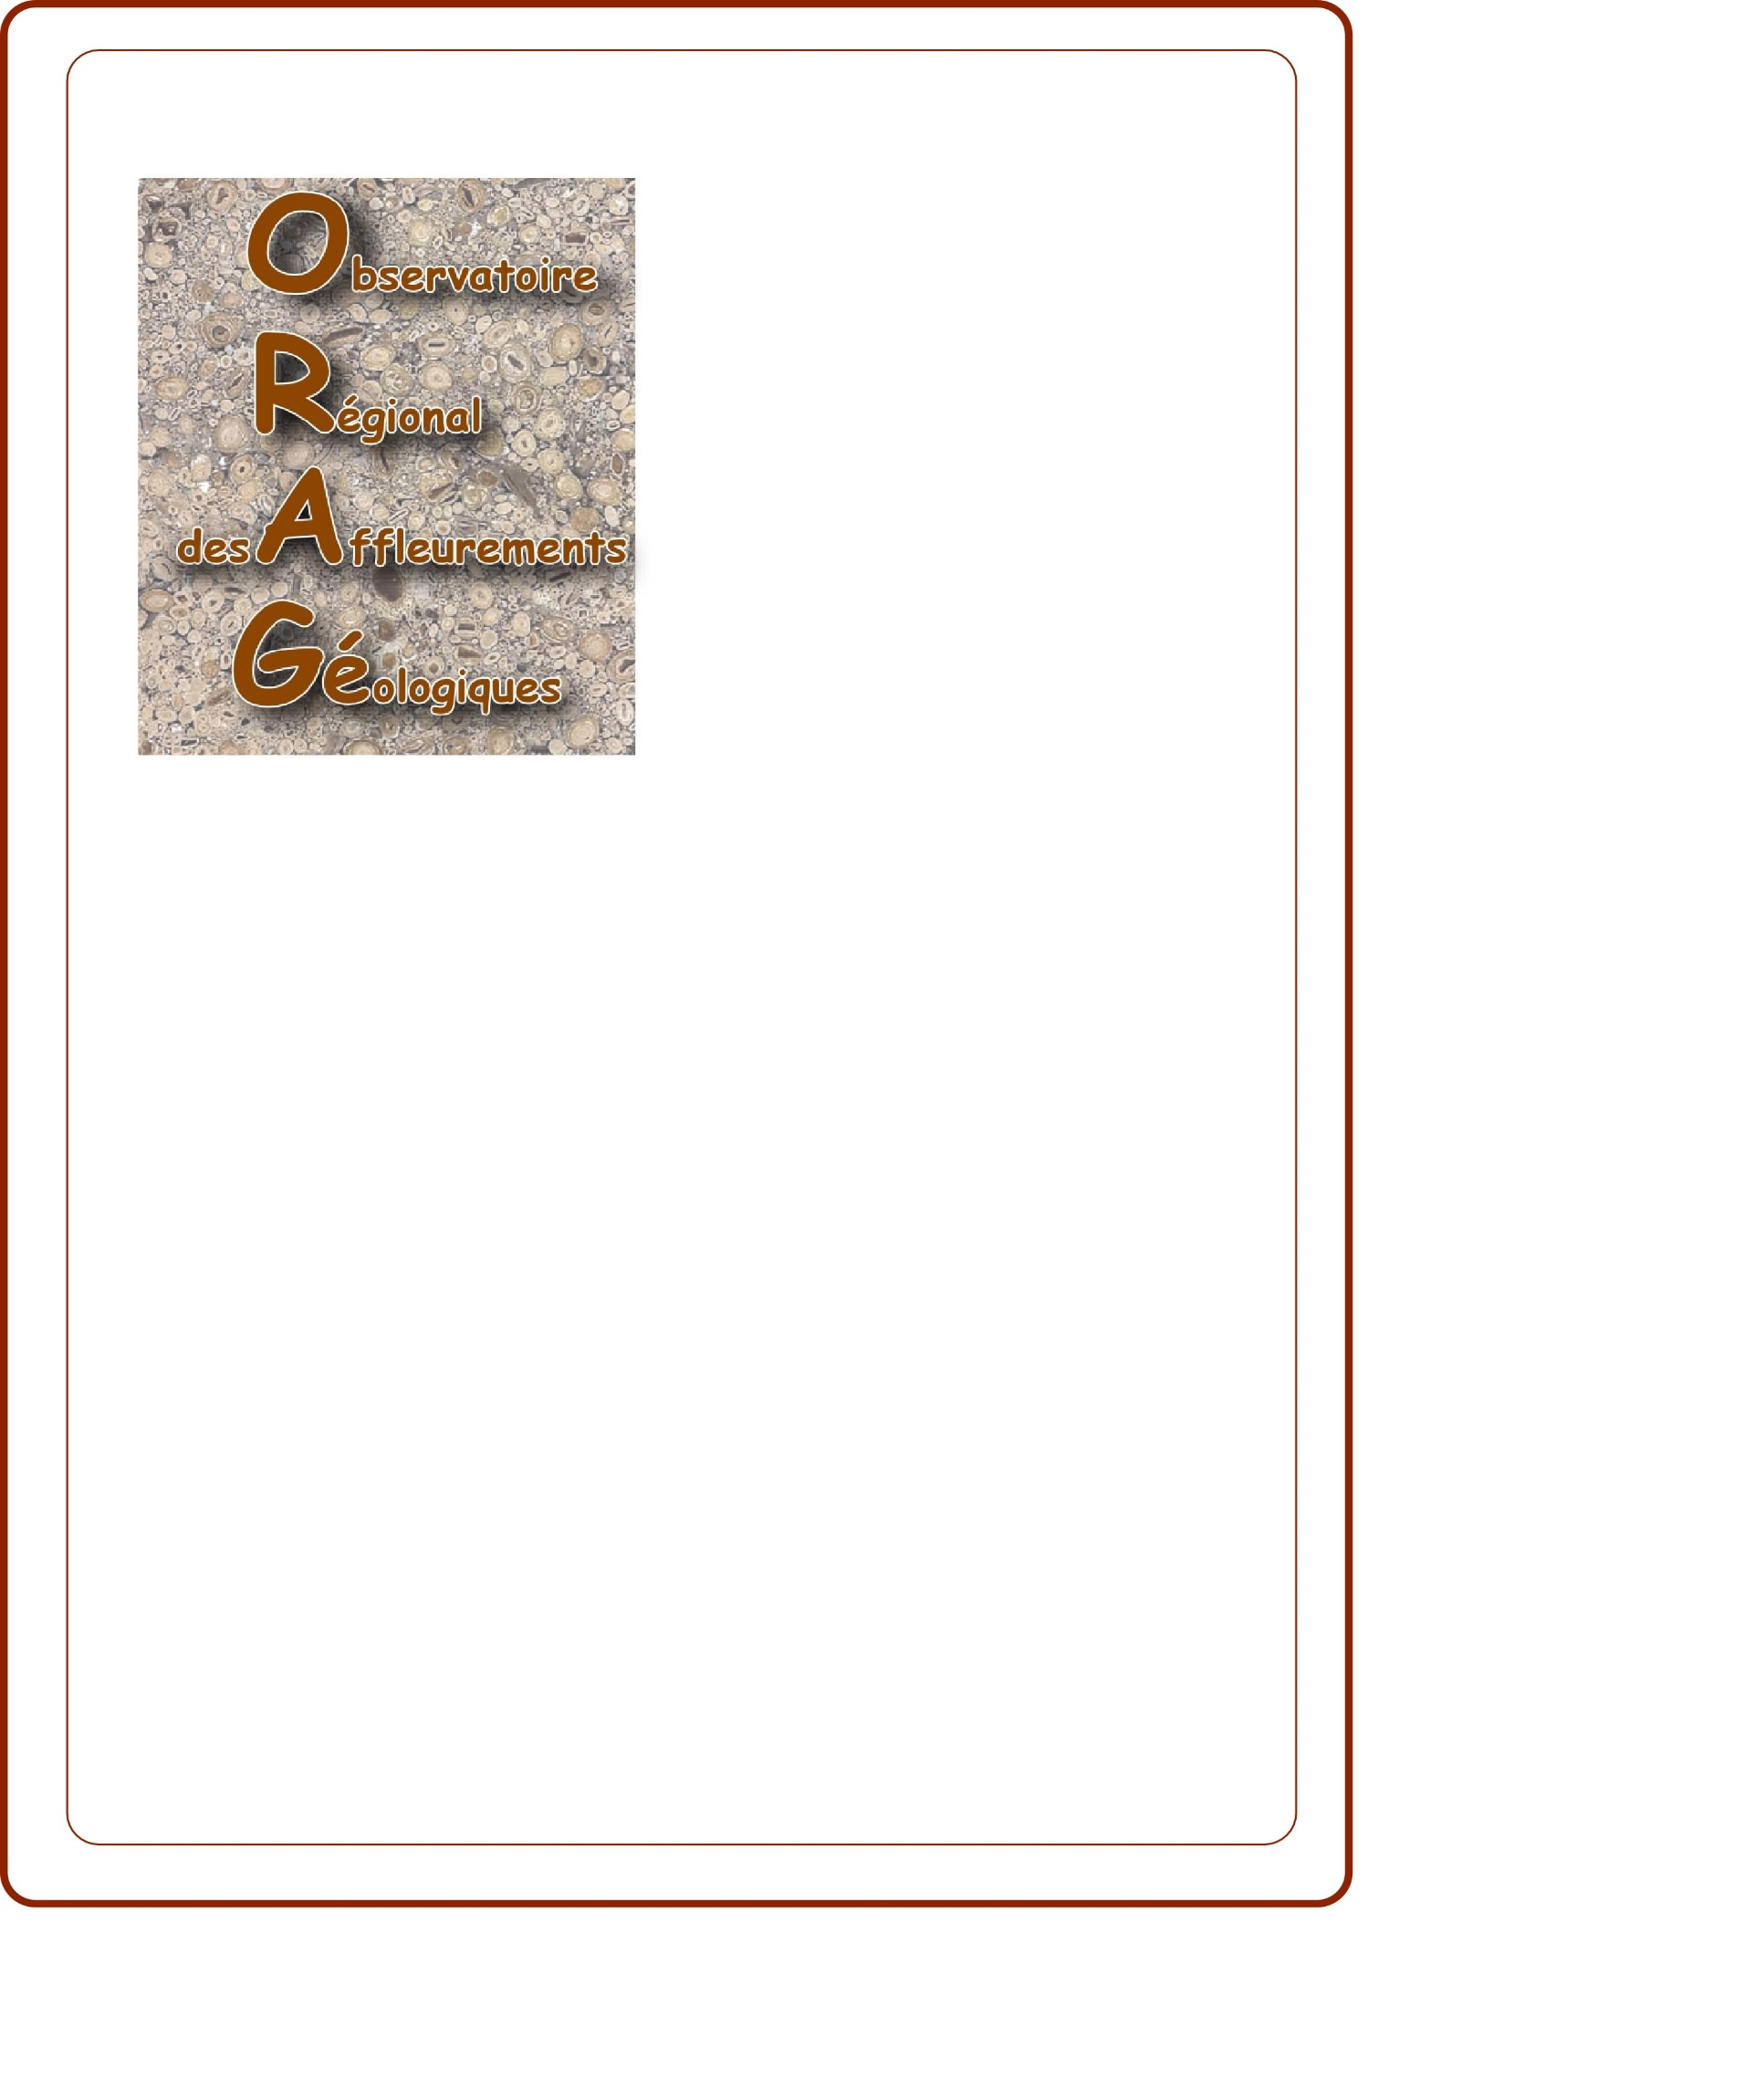 Observatoire
Régional
des Affleurements
Géologiques